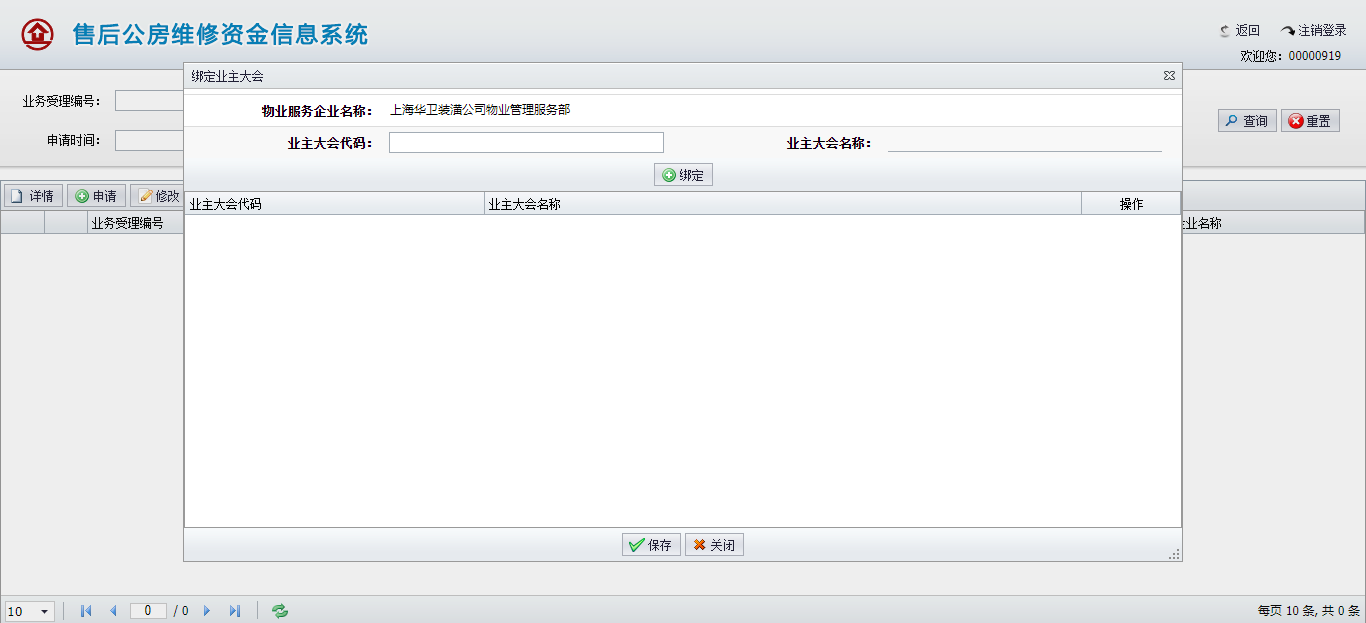 售后公房维修资金信息系统
返回 注销登录
欢迎您：00000919
绑定业主大会
业务受理编号：
物业服务企业名称： 上海华卫装潢公司物业管理服务部
查询 重置
申请时间：
业主大会代码： 业主大会名称：
绑定
详情 申请 修改
业主大会代码 业主大会名称 操作
业务受理编号 业名称
保存 关闭
10 0 / 0 每页 10 条, 共 0 条